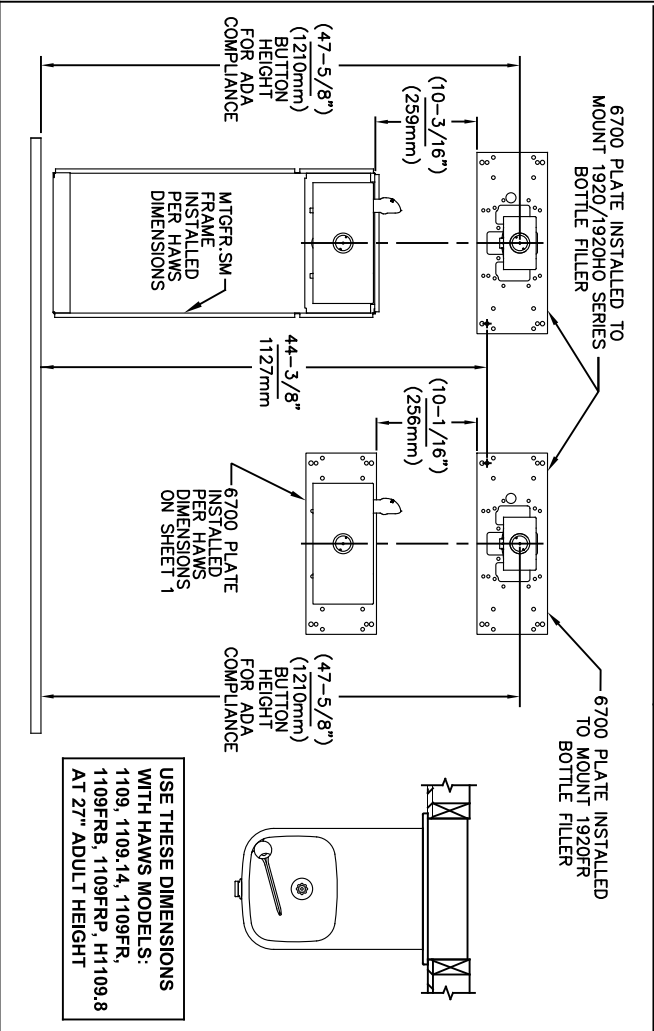 6700 PLATE INSTALLED TO
MOUNT 1920/1920HO SERIES
BOTTLE FILLER
6700 PLATE INSTALLED
TO MOUNT 1920FR
BOTTLE FILLER
(47-5/8")
(1210mm)
BUTTON
HEIGHT
FOR ADA
COMPLIANCE
(10-3/16")
(259mm)
MTGFR.SM
FRAME
INSTALLED
PER HAWS
DIMENSIONS
44-3/8"
1127mm
(10-1/16")
(256mm)
6700 PLATE
INSTALLED
PER HAWS
DIMENSIONS
ON SHEET 1
(47-5/8")
(1210mm)
BUTTON
HEIGHT
FOR ADA
COMPLIANCE
USE THESE DIMENSIONS
WITH HAWS MODELS:
1109, 1109.14, 1109FR,
1109FRB, 1109FRP, H1109.8
AT 27" ADULT HEIGHT